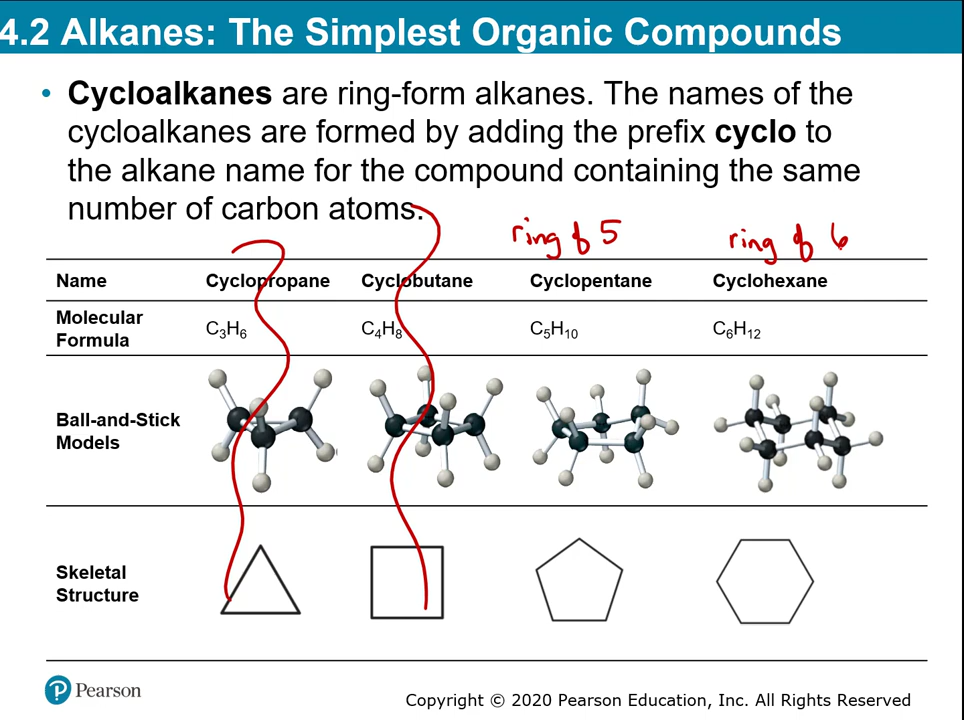 4.2 Alkanes: The Simplest Organic Compounds
• Cycloalkanes are ring-form alkanes. The names of the
cycloalkanes are formed by adding the prefix cyclo to
the alkane name for the compound containing the same
number of carbon atoms.
ring of 5 ring of 6
Name Cyclopropane Cyclobutane Cyclopentane Cyclohexane
Molecular
Formula C₃H₆ C₄H₈ C₅H₁₀ C₆H₁₂
Ball-and-Stick
Models
Skeletal
Structure
P Pearson
Copyright © 2020 Pearson Education, Inc. All Rights Reserved